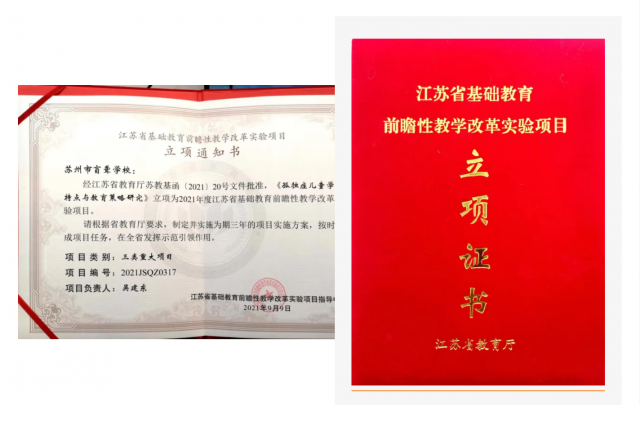 江苏省基础教育前瞻性教学改革实验项目
立项通知书
苏州市盲聋学校:
经江苏省教育厅苏教基函〔2021〕20号文件批准,《孤独症儿童学
特点与教育策略研究》立项为2021年度江苏省基础教育前瞻性教学改革
验项目。
请根据省教育厅要求,制定并实施为期三年的项目实施方案,按时
成项目任务,在全省发挥示范引领作用。
项目类别:三类重大项目
项目编号:2021JSQZ0317
项目负责人:吴建东
江苏省基础教育前瞻性教学改革实验项目指导
2021年9月9日
江苏省基础教育
前瞻性教学改革实验项目
立项证书
江苏省教育厅